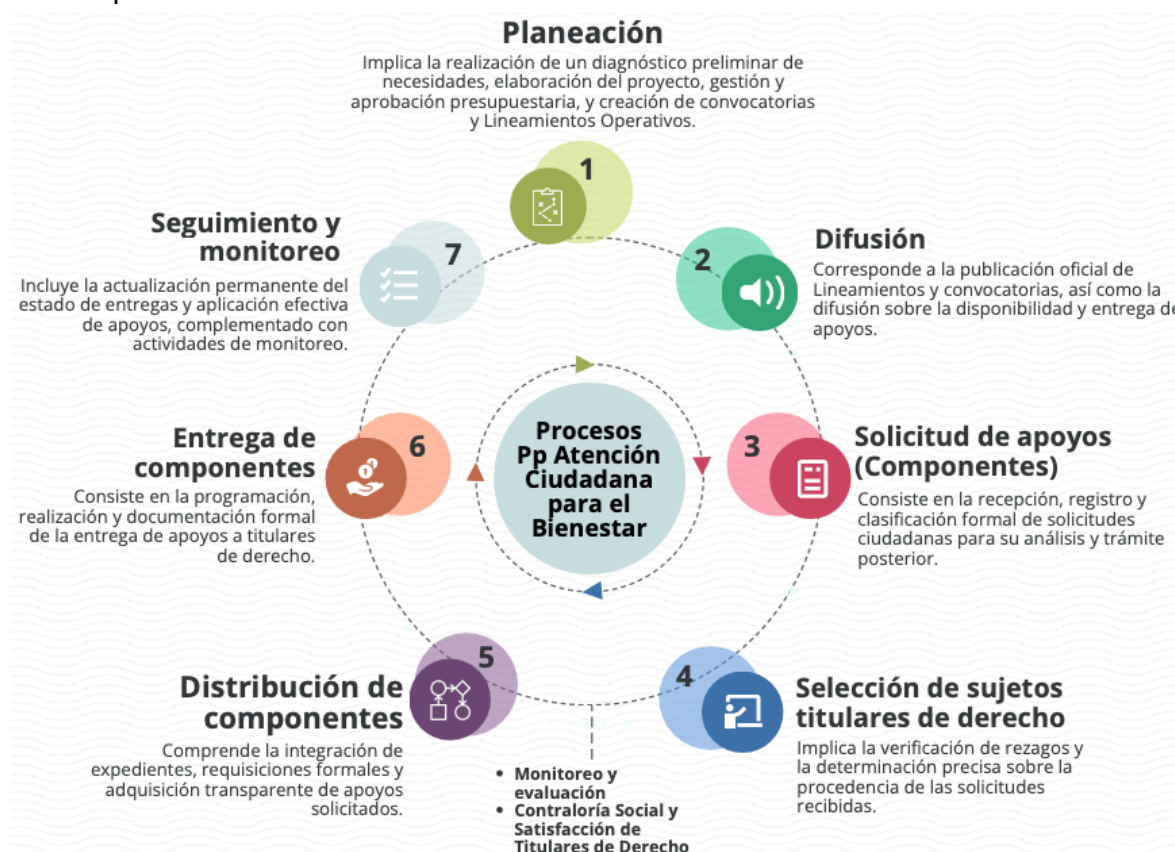 Planeación
Implica la realización de un diagnóstico preliminar de
necesidades, elaboración del proyecto, gestión y
aprobación presupuestaria, y creación de convocatorias
y Lineamientos Operativos.
1
2
Difusión
Corresponde a la publicación oficial de
Lineamientos y convocatorias, así como la
difusión sobre la disponibilidad y entrega de
apoyos.
3
Solicitud de apoyos
(Componentes)
Consiste en la recepción, registro y
clasificación formal de solicitudes
ciudadanas para su análisis y trámite
posterior.
4
Selección de sujetos
titulares de derecho
Implica la verificación de rezagos y
la determinación precisa sobre la
procedencia de las solicitudes
recibidas.
5
Distribución de
componentes
Comprende la integración de
expedientes, requisiciones formales y
adquisición transparente de apoyos
solicitados.
6
Entrega de
componentes
Consiste en la programación,
realización y documentación formal
de la entrega de apoyos a titulares
de derecho.
7
Seguimiento y
monitoreo
Incluye la actualización permanente del
estado de entregas y aplicación efectiva
de apoyos, complementado con
actividades de monitoreo.
Procesos
Pp Atención
Ciudadana
para el
Bienestar
• Monitoreo y
evaluación
• Contraloría Social y
Satisfacción de
Titulares de Derecho